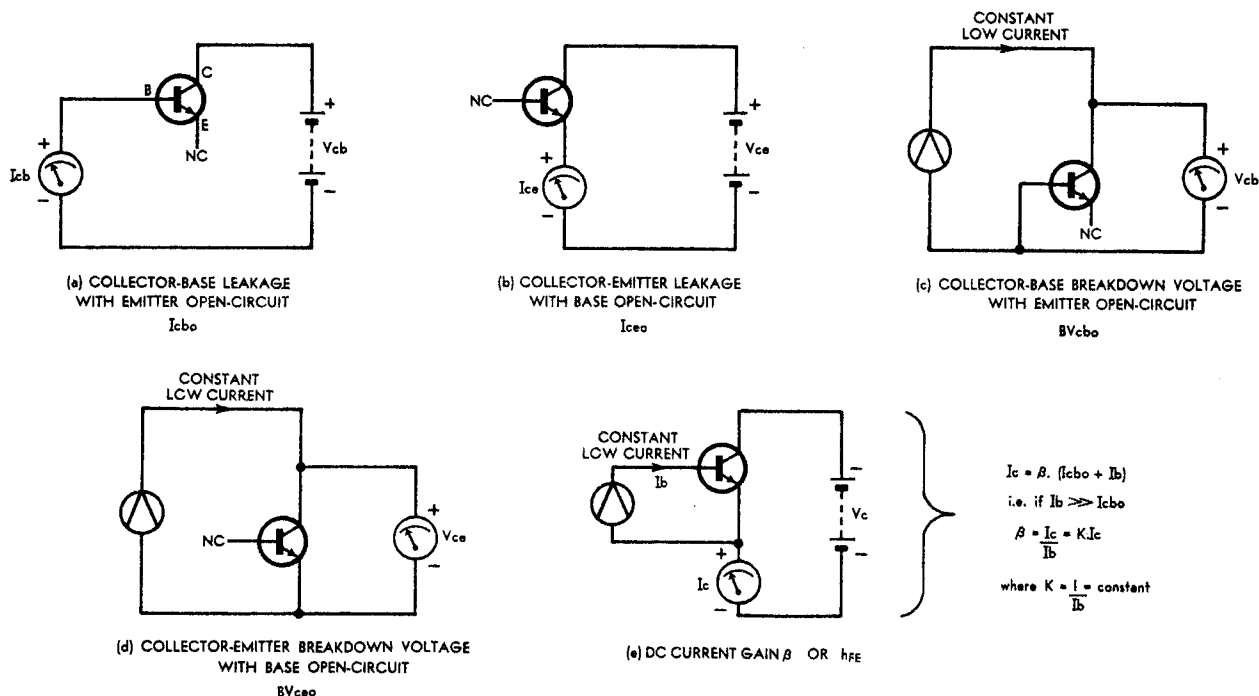 C
B
E
NC
+
Icb
-
+
Vcb
-
(a) COLLECTOR-BASE LEAKAGE
WITH EMITTER OPEN-CIRCUIT
Icbo
NC
+
Ice
-
+
Vce
-
(b) COLLECTOR-EMITTER LEAKAGE
WITH BASE OPEN-CIRCUIT
Iceo
CONSTANT
LOW CURRENT
+
Vcb
-
NC
(c) COLLECTOR-BASE BREAKDOWN VOLTAGE
WITH EMITTER OPEN-CIRCUIT
BVcbo
CONSTANT
LOW CURRENT
NC
+
Vce
-
(d) COLLECTOR-EMITTER BREAKDOWN VOLTAGE
WITH BASE OPEN-CIRCUIT
BVceo
CONSTANT
LOW CURRENT
Ib
-
Vc
-
+
Ic
-
(e) DC CURRENT GAIN β OR hFE
Ic = β. (Icbo + Ib)
i.e. if Ib >>> Icbo
β = Ic/Ib = K.Ic
where K = 1/Ib = constant